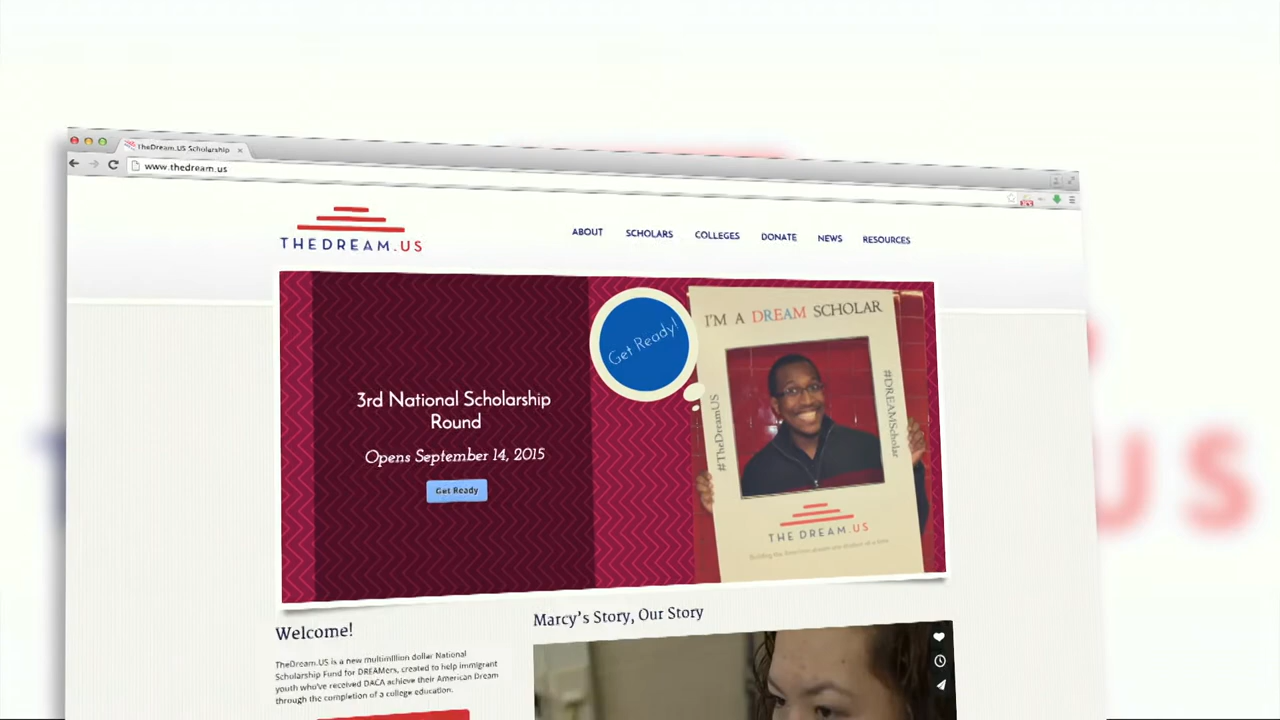 TheDream.US Scholarship
www.thedream.us
THEDREAM.US
ABOUT SCHOLARS COLLEGES DONATE NEWS RESOURCES
3rd National Scholarship
Round
Opens September 14, 2015
Get Ready
Get Ready!
I'M A DREAM SCHOLAR
#TheDreamUS
#DREAMScholar
THE DREAM.US
Welcome!
TheDream.US is a new multimillion dollar National
Scholarship Fund for DREAMers, created to help immigrant
youth who've received DACA achieve their American Dream
through the completion of a college education.
Marcy's Story, Our Story
US